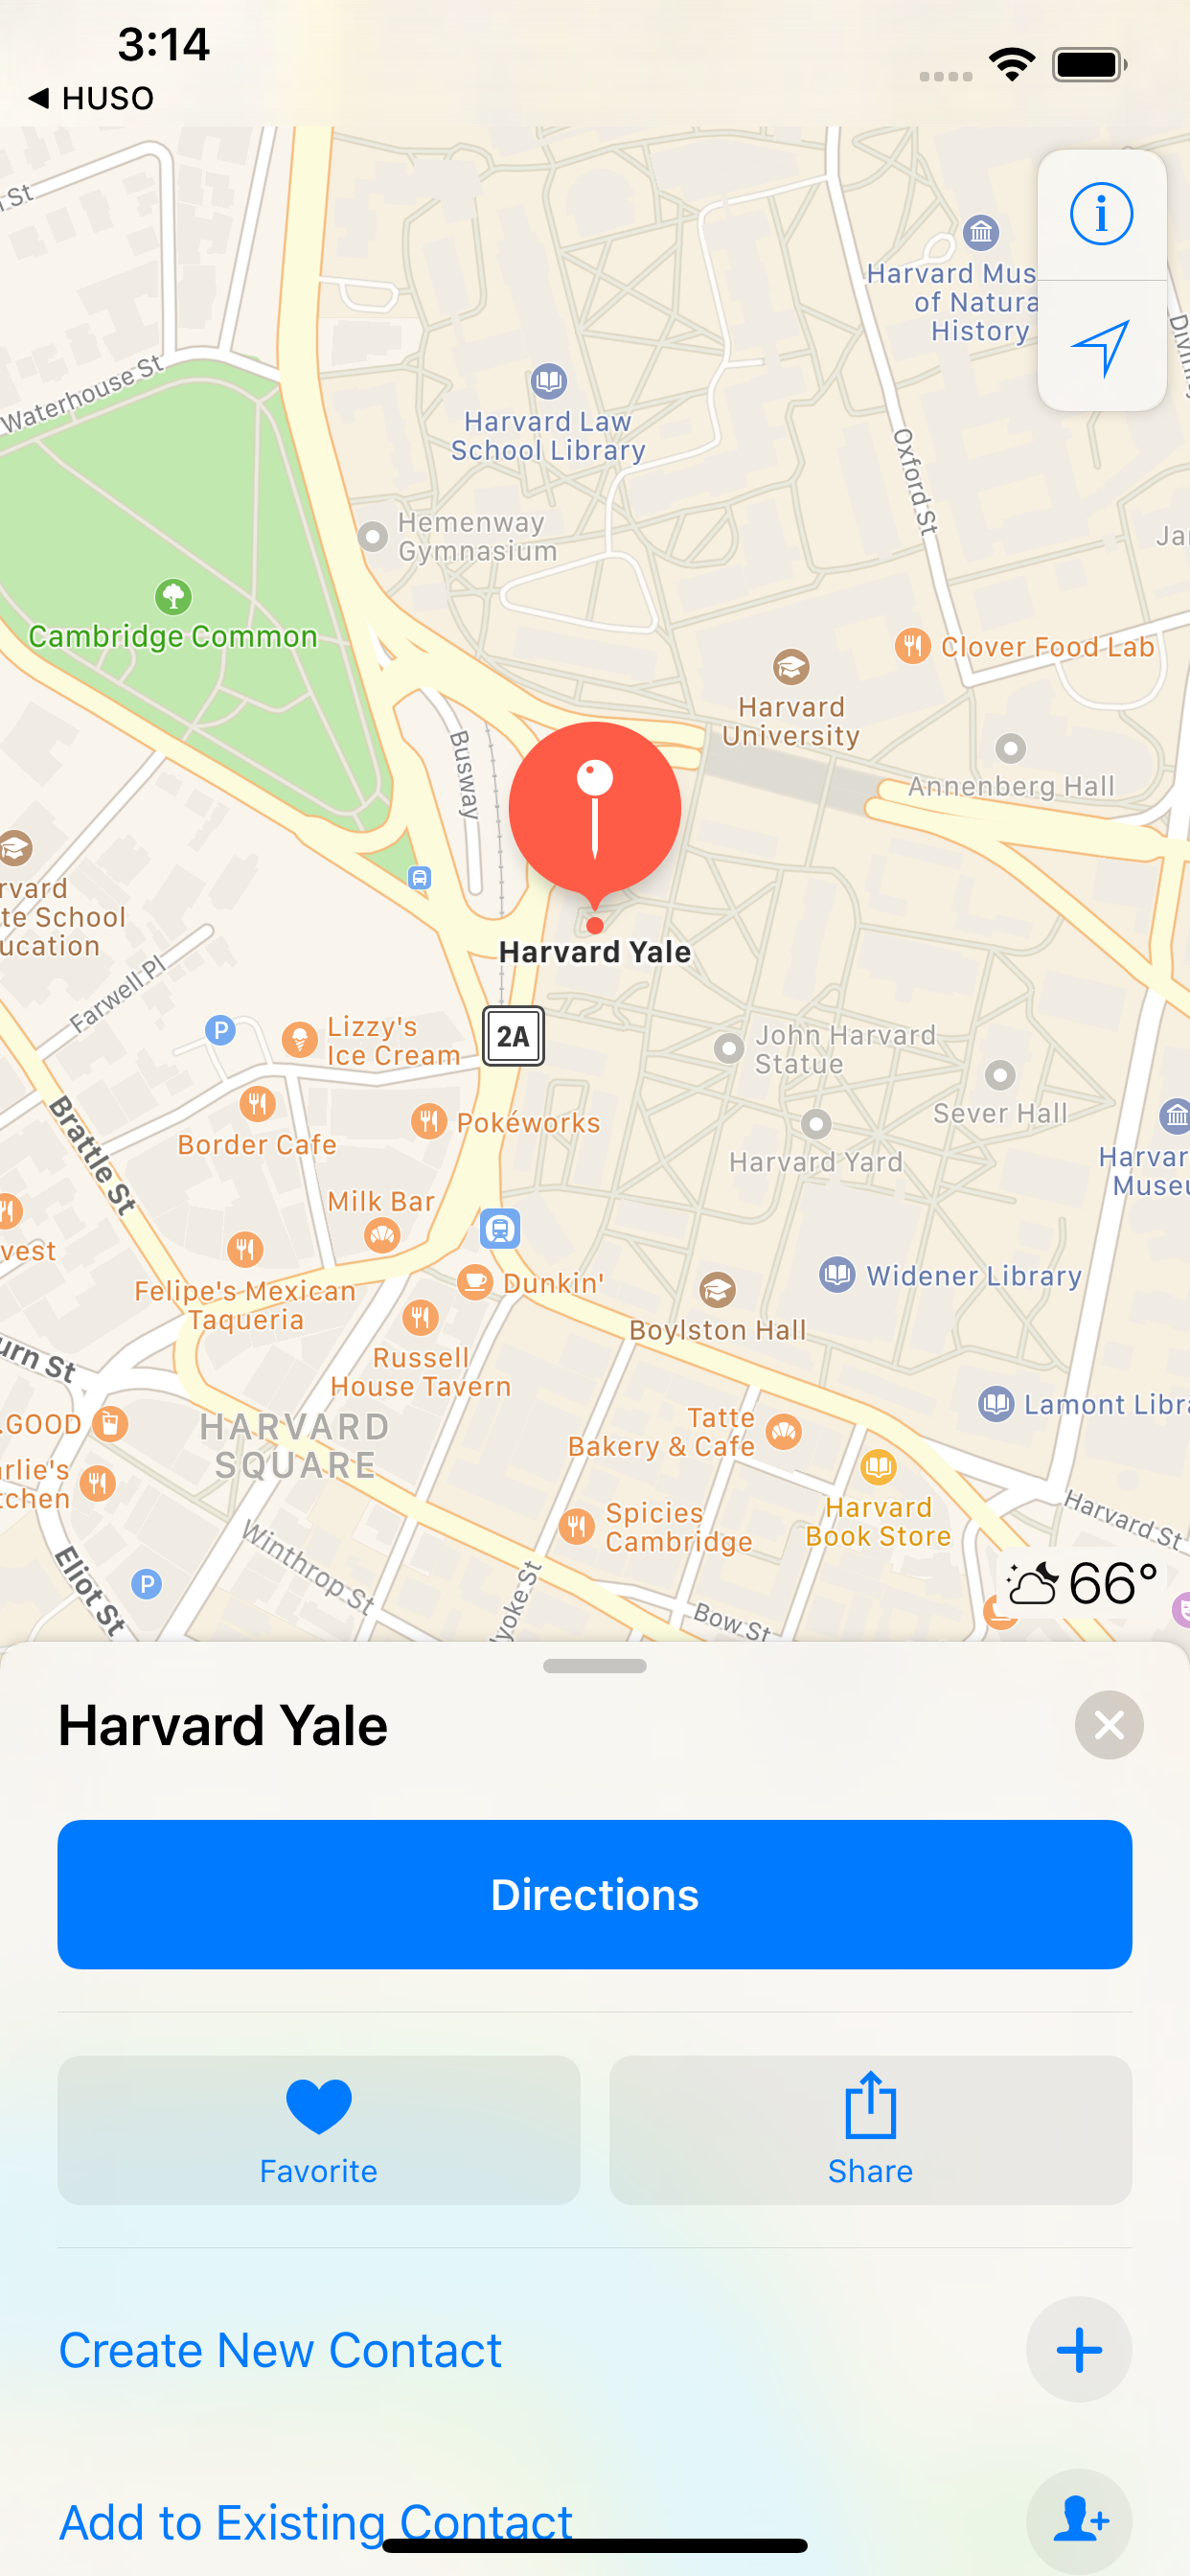 3:14
◀ HUSO
St
Harvard Mus
of Natura
History
Waterhouse St
Harvard Law
School Library
Oxford St
Hemenway
Gymnasium
Cambridge Common
Clover Food Lab
Harvard
University
Busway
Annenberg Hall
rvard
te School
ucation
Harvard Yale
Farwell Pl
P
Lizzy's
Ice Cream
2A
John Harvard
Statue
Sever Hall
Brattle St
Border Cafe
Pokéworks
Harvard Yard
Harvar
Museu
Milk Bar
vest
Felipe's Mexican
Taqueria
Dunkin'
Widener Library
Boylston Hall
urn St
Russell
House Tavern
.GOOD
HARVARD
SQUARE
Tatte
Bakery & Cafe
Lamont Libra
rlie's
tchen
Harvard
Book Store
Spicies
Cambridge
Harvard St
Winthrop St
Eliot St
P
lyoke St
Bow St
66°
Harvard Yale
Directions
Favorite
Share
Create New Contact
Add to Existing Contact